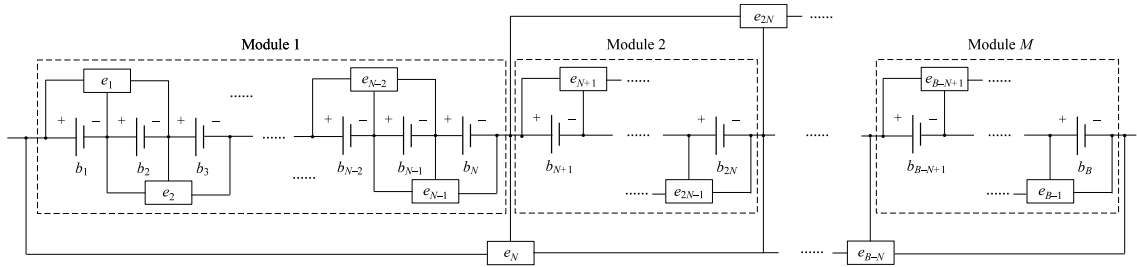 e2N ......
Module 1 Module 2 Module M
e1 ...... eN–2 eN+1 ...... eB–N+1 ......
+ – + – + – ...... + – + – + – + – ...... + – ...... + – ...... + –
b1 b2 b3 ...... bN–2 bN–1 bN bN+1 b2N bB–N+1 bB
e2 eN–1 ...... e2N–1 ...... eB–1
eN ...... eB–N